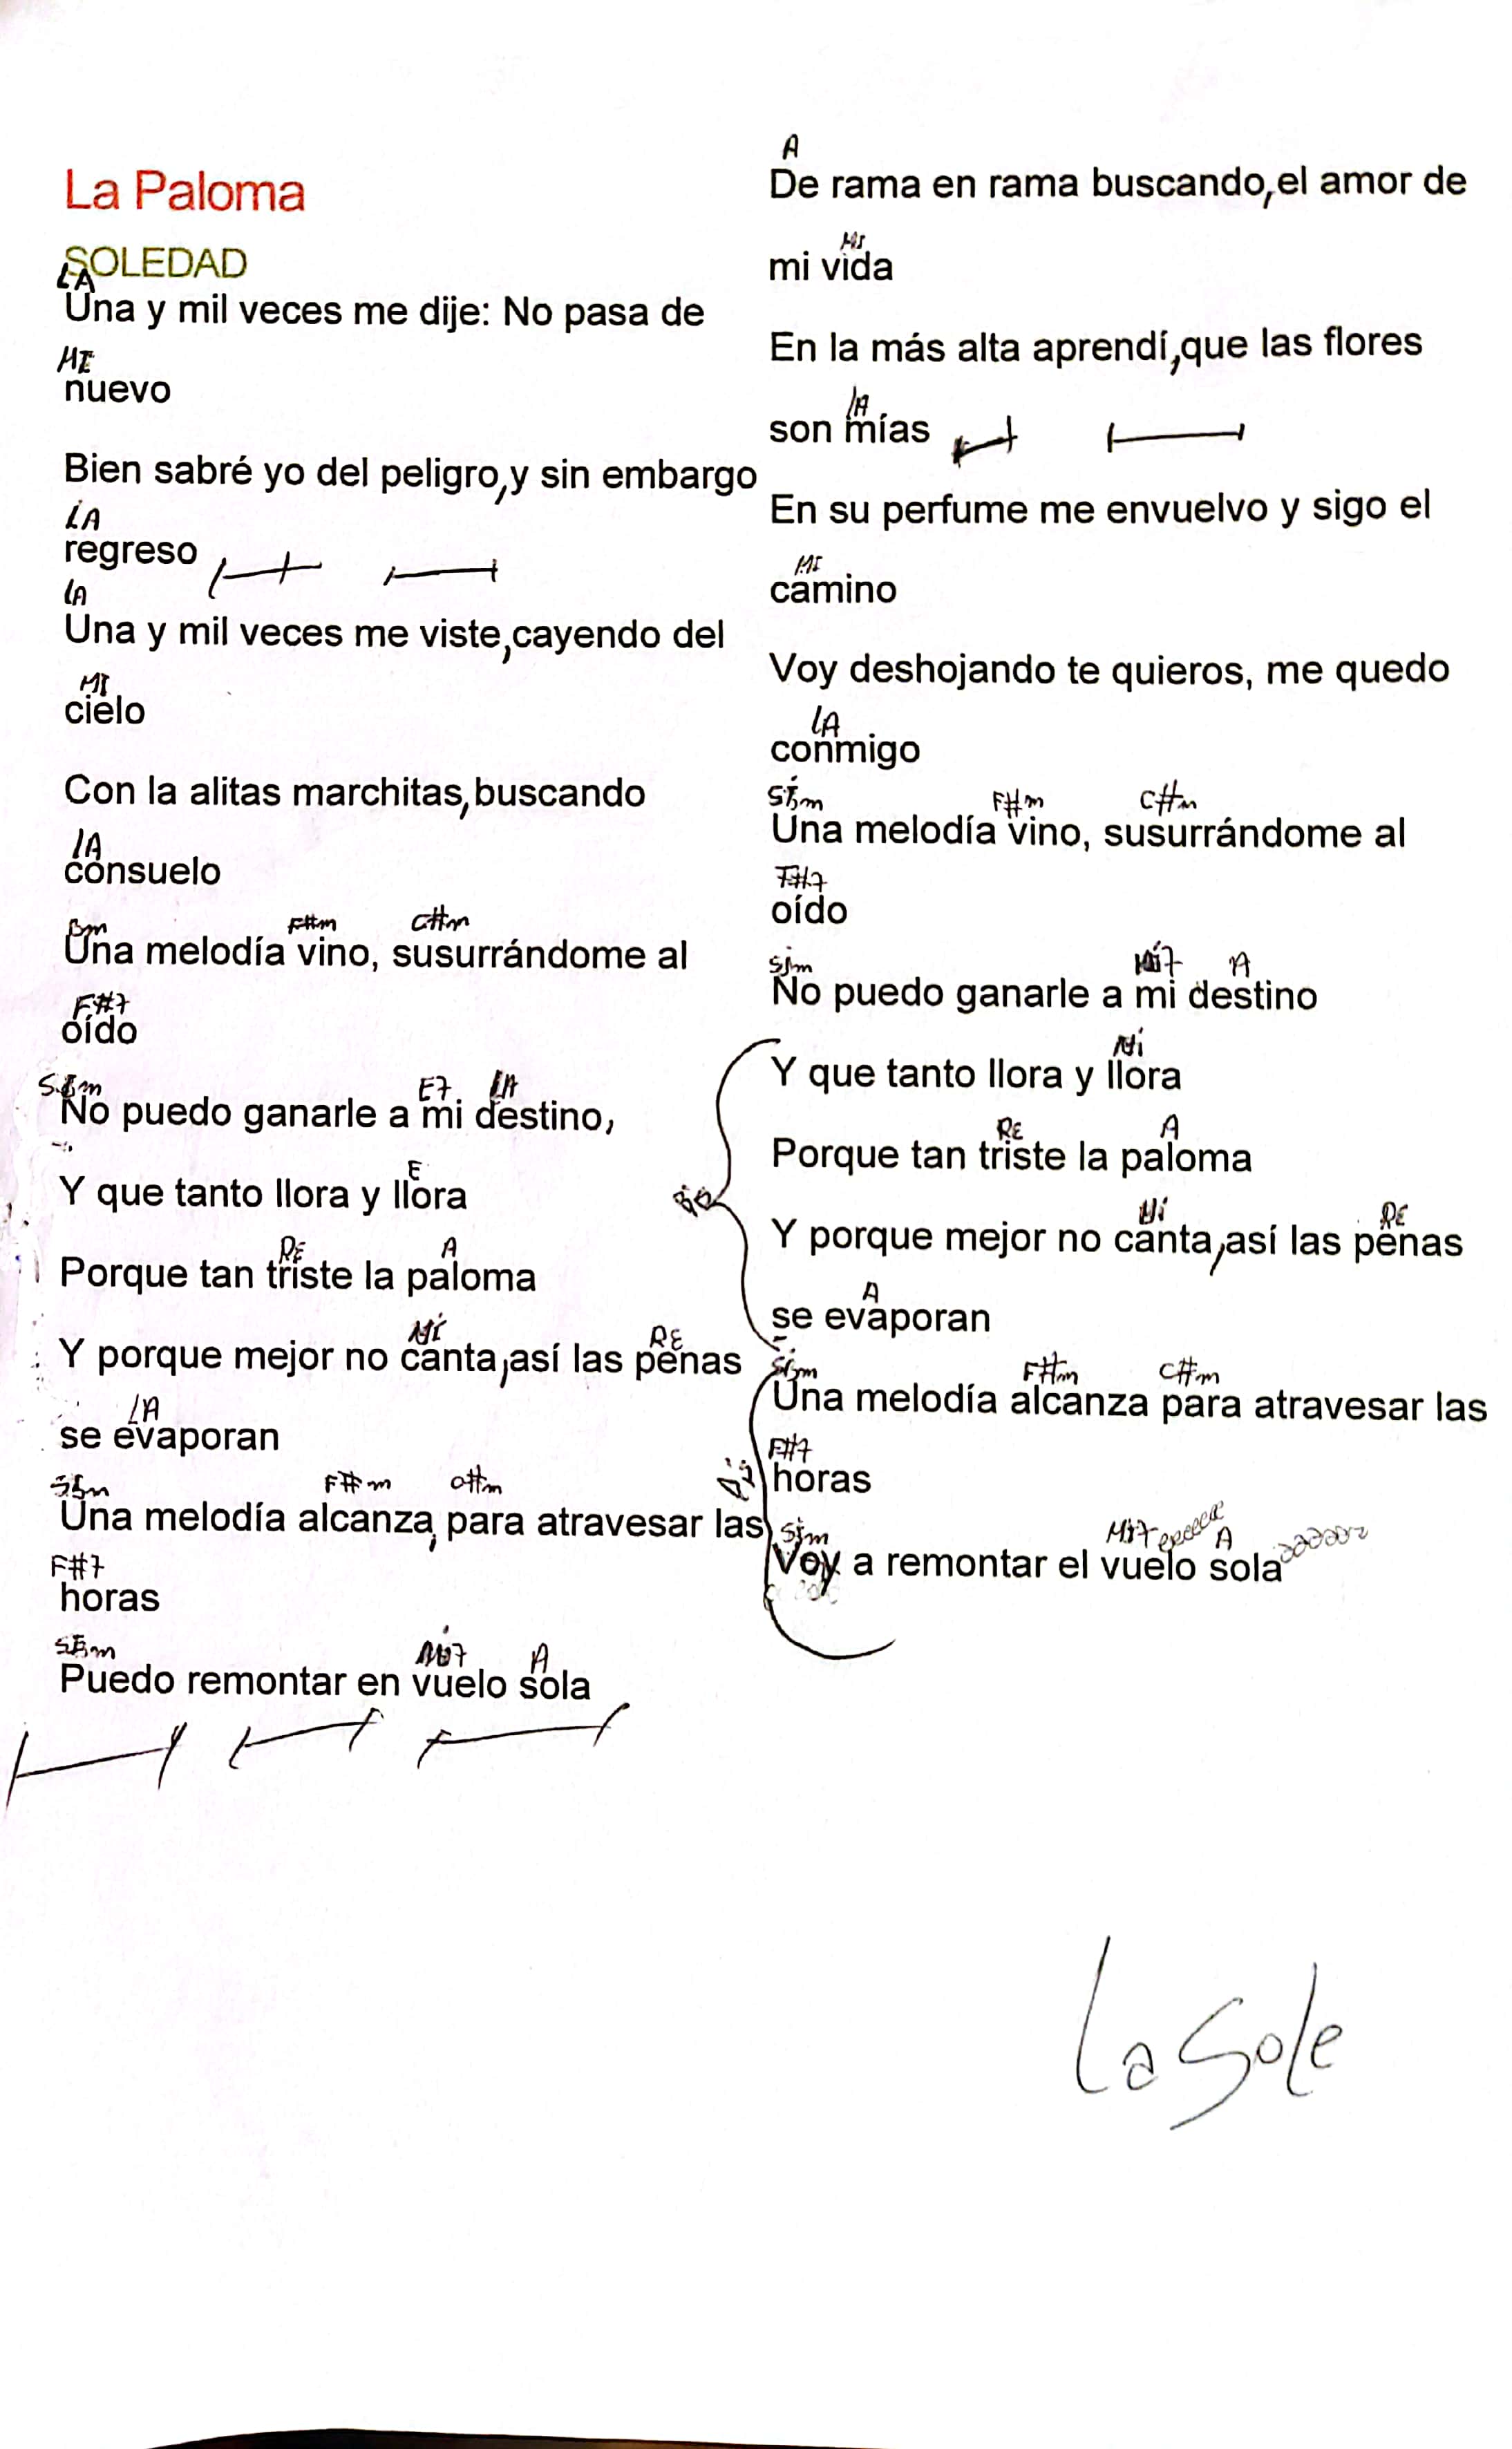 La Paloma
SOLEDAD
LA
Una y mil veces me dije: No pasa de
MI
nuevo
Bien sabré yo del peligro,y sin embargo
LA
regreso
LA
Una y mil veces me viste,cayendo del
MI
cielo
Con la alitas marchitas,buscando
LA
consuelo
Bm F#m C#m
Una melodía vino, susurrándome al
F#7
oído
Sim E7 LA
No puedo ganarle a mi destino,
E
Y que tanto llora y llora
RE A
Porque tan triste la paloma
Mi RE
Y porque mejor no canta,así las penas
LA
se evaporan
Sim F#m C#m
Una melodía alcanza, para atravesar las
F#7
horas
Sim Mi7 A
Puedo remontar en vuelo sola
A
De rama en rama buscando,el amor de
MI
mi vida
En la más alta aprendí,que las flores
LA
son mías
En su perfume me envuelvo y sigo el
MI
camino
Voy deshojando te quieros, me quedo
LA
conmigo
Sim F#m C#m
Una melodía vino, susurrándome al
F#7
oído
Sim Mi7 A
No puedo ganarle a mi destino
Mi
Y que tanto llora y llora
RE A
Porque tan triste la paloma
Mi RE
Y porque mejor no canta,así las penas
A
se evaporan
Sim F#m C#m
Una melodía alcanza para atravesar las
F#7
horas
Sim Mi7 eeeeee A
Voy a remontar el vuelo sola
La Sole